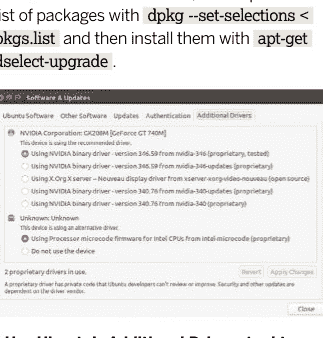 list of packages with dpkg --set-selections <
pkgs.list and then install them with apt-get
dselect-upgrade .
Software & Updates
Ubuntu Software Other Software Updates Authentication Additional Drivers
NVIDIA Corporation: GK208M [GeForce GT 740M]
This device is using the recommended driver.
Using NVIDIA binary driver - version 346.59 from nvidia-346 (proprietary, tested)
Using NVIDIA binary driver - version 346.59 from nvidia-346-updates (proprietary)
Using X.Org X server -- Nouveau display driver from xserver-xorg-video-nouveau (open source)
Using NVIDIA binary driver - version 340.76 from nvidia-340-updates (proprietary)
Using NVIDIA binary driver - version 340.76 from nvidia-340 (proprietary)
Unknown: Unknown
This device is using an alternative driver.
Using Processor microcode firmware for Intel CPUs from intel-microcode (proprietary)
Do not use the device
2 proprietary drivers in use.
Revert Apply Changes
A proprietary driver has private code that Ubuntu developers can't review or improve. Security and other updates are
dependent on the driver vendor.
Close